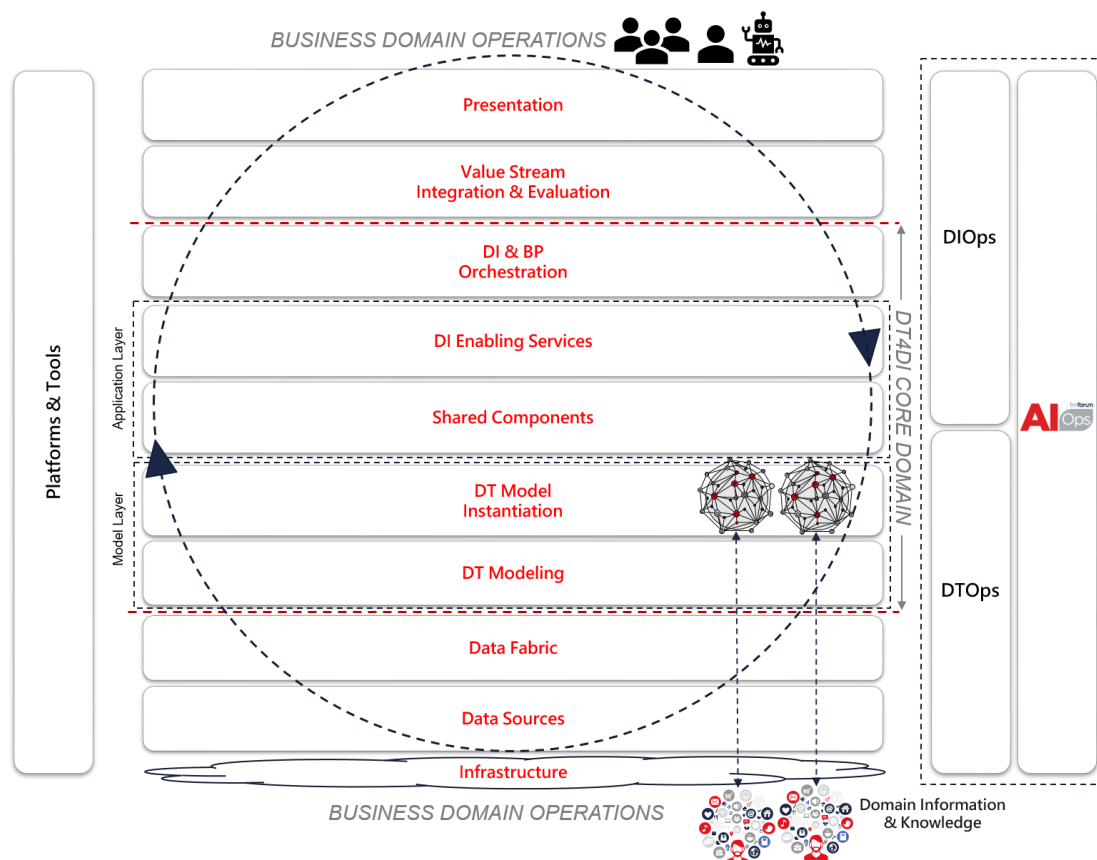 BUSINESS DOMAIN OPERATIONS
Platforms & Tools
Presentation
Value Stream
Integration & Evaluation
DI & BP
Orchestration
Application Layer
DI Enabling Services
Shared Components
Model Layer
DT Model
Instantiation
DT Modeling
Data Fabric
Data Sources
Infrastructure
BUSINESS DOMAIN OPERATIONS
DT4DI CORE DOMAIN
DIOps
DTOps
tmforum
AI Ops
Domain Information
& Knowledge